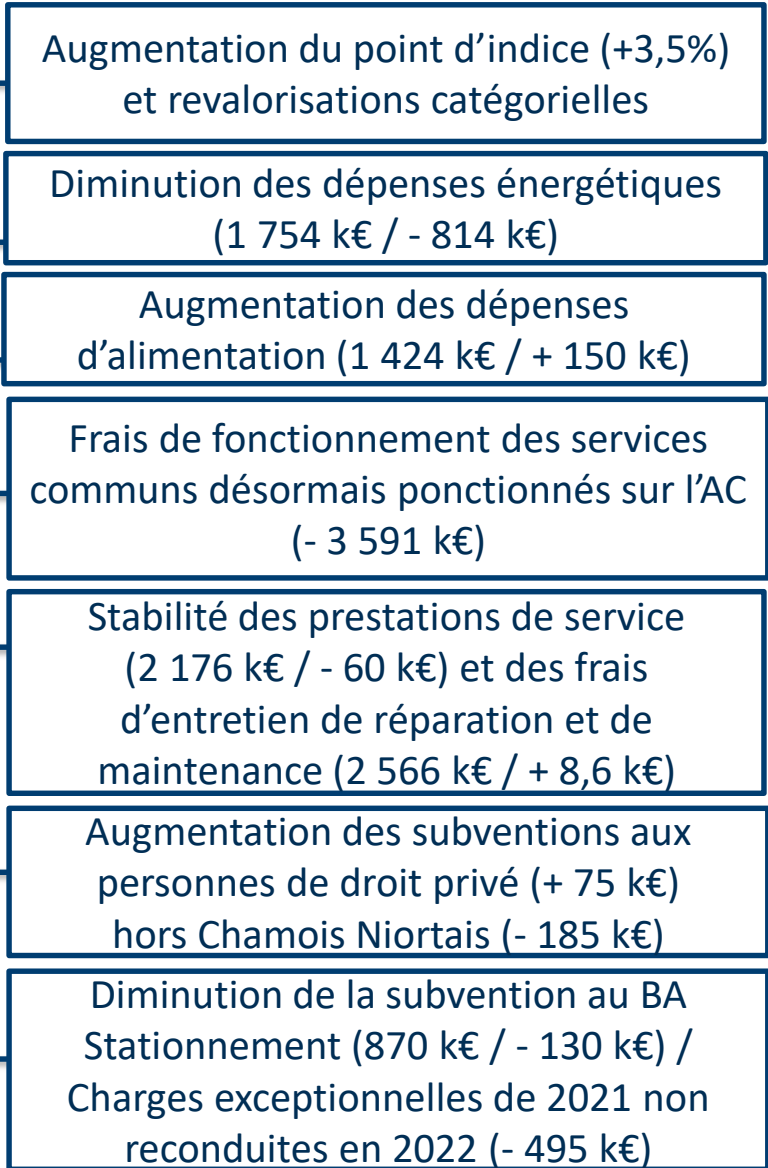 Augmentation du point d’indice (+3,5%)
et revalorisations catégorielles
Diminution des dépenses énergétiques
(1 754 k€ / - 814 k€)
Augmentation des dépenses
d’alimentation (1 424 k€ / + 150 k€)
Frais de fonctionnement des services
communs désormais ponctionnés sur l’AC
(- 3 591 k€)
Stabilité des prestations de service
(2 176 k€ / - 60 k€) et des frais
d’entretien de réparation et de
maintenance (2 566 k€ / + 8,6 k€)
Augmentation des subventions aux
personnes de droit privé (+ 75 k€)
hors Chamois Niortais (- 185 k€)
Diminution de la subvention au BA
Stationnement (870 k€ / - 130 k€) /
Charges exceptionnelles de 2021 non
reconduites en 2022 (- 495 k€)